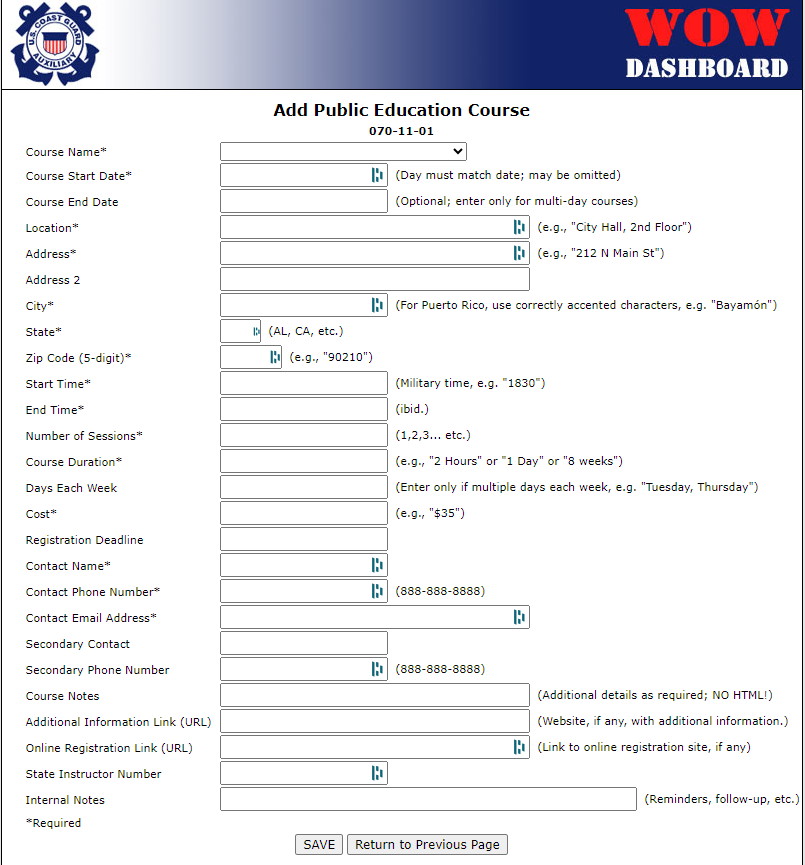 U.S. COAST GUARD
AUXILIARY
WOW
DASHBOARD
Add Public Education Course
070-11-01
Course Name*
Course Start Date* (Day must match date; may be omitted)
Course End Date (Optional; enter only for multi-day courses)
Location* (e.g., "City Hall, 2nd Floor")
Address* (e.g., "212 N Main St")
Address 2
City* (For Puerto Rico, use correctly accented characters, e.g. "Bayamón")
State* (AL, CA, etc.)
Zip Code (5-digit)* (e.g., "90210")
Start Time* (Military time, e.g. "1830")
End Time* (ibid.)
Number of Sessions* (1,2,3... etc.)
Course Duration* (e.g., "2 Hours" or "1 Day" or "8 weeks")
Days Each Week (Enter only if multiple days each week, e.g. "Tuesday, Thursday")
Cost* (e.g., "$35")
Registration Deadline
Contact Name*
Contact Phone Number* (888-888-8888)
Contact Email Address*
Secondary Contact
Secondary Phone Number (888-888-8888)
Course Notes (Additional details as required; NO HTML!)
Additional Information Link (URL) (Website, if any, with additional information.)
Online Registration Link (URL) (Link to online registration site, if any)
State Instructor Number
Internal Notes (Reminders, follow-up, etc.)
*Required
SAVE Return to Previous Page